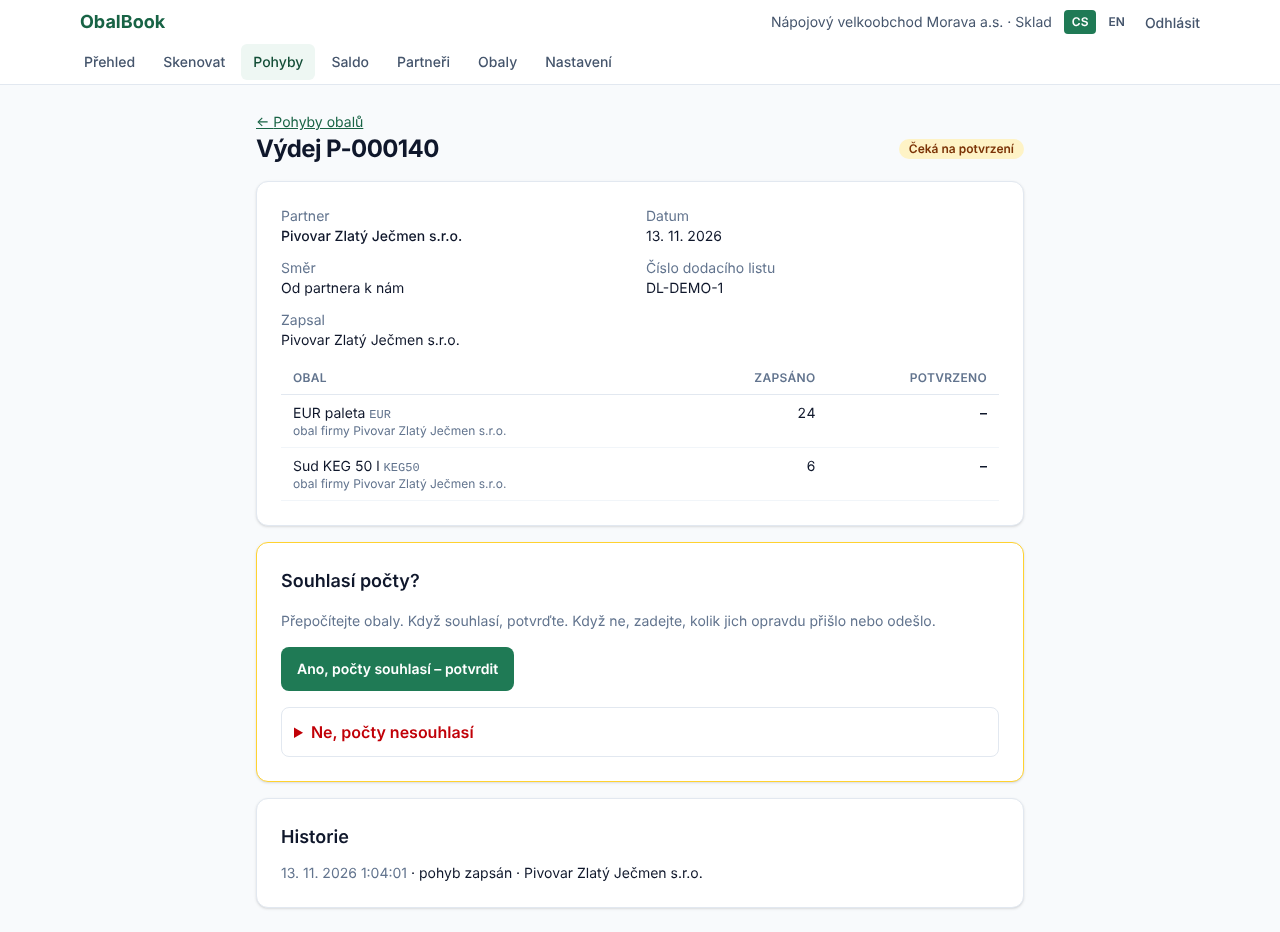 ObalBook
Nápojový velkoobchod Morava a.s. · Sklad CS EN Odhlásit
Přehled Skenovat Pohyby Saldo Partneři Obaly Nastavení
← Pohyby obalů
Výdej P-000140
Čeká na potvrzení
Partner Datum
Pivovar Zlatý Ječmen s.r.o. 13. 11. 2026
Směr Číslo dodacího listu
Od partnera k nám DL-DEMO-1
Zapsal
Pivovar Zlatý Ječmen s.r.o.
OBAL ZAPSÁNO POTVRZENO
EUR paleta EUR 24 –
obal firmy Pivovar Zlatý Ječmen s.r.o.
Sud KEG 50 l KEG50 6 –
obal firmy Pivovar Zlatý Ječmen s.r.o.
Souhlasí počty?
Přepočítejte obaly. Když souhlasí, potvrďte. Když ne, zadejte, kolik jich opravdu přišlo nebo odešlo.
Ano, počty souhlasí – potvrdit
▶ Ne, počty nesouhlasí
Historie
13. 11. 2026 1:04:01 · pohyb zapsán · Pivovar Zlatý Ječmen s.r.o.